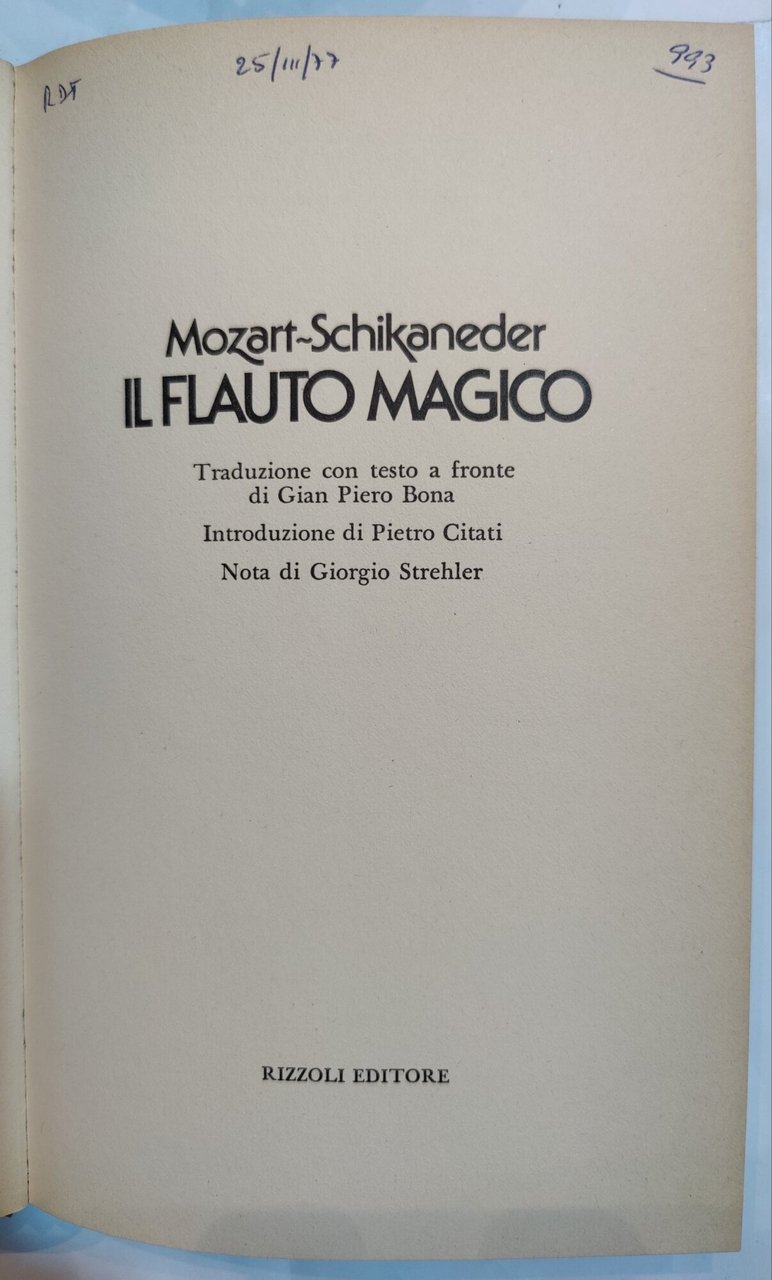 RDT 25/III/77 993
Mozart~Schikaneder
IL FLAUTO MAGICO
Traduzione con testo a fronte
di Gian Piero Bona
Introduzione di Pietro Citati
Nota di Giorgio Strehler
RIZZOLI EDITORE